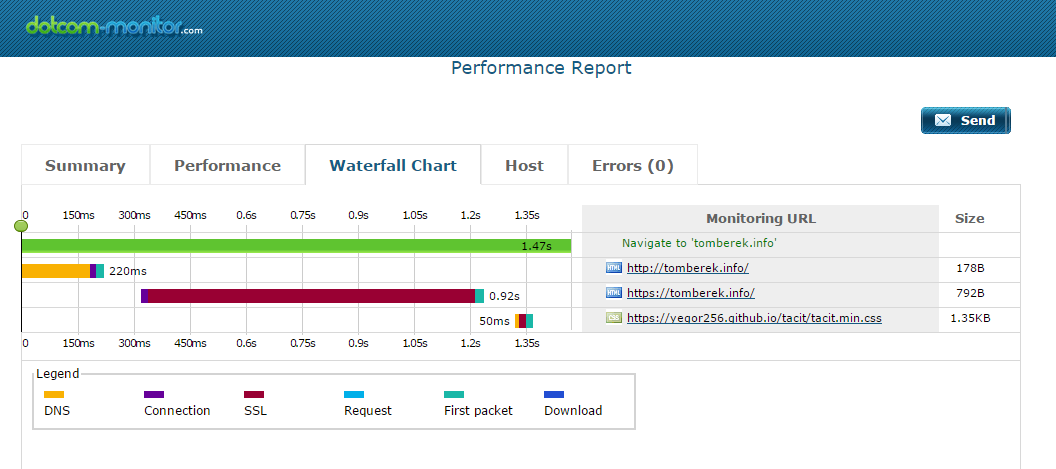 dotcom-monitor.com
Performance Report
Send
Summary Performance Waterfall Chart Host Errors (0)
0 150ms 300ms 450ms 0.6s 0.75s 0.9s 1.05s 1.2s 1.35s Monitoring URL Size
1.47s Navigate to 'tomberek.info'
220ms HTML http://tomberek.info/ 178B
0.92s HTML https://tomberek.info/ 792B
50ms CSS https://yegor256.github.io/tacit/tacit.min.css 1.35KB
0 150ms 300ms 450ms 0.6s 0.75s 0.9s 1.05s 1.2s 1.35s
Legend
DNS Connection SSL Request First packet Download